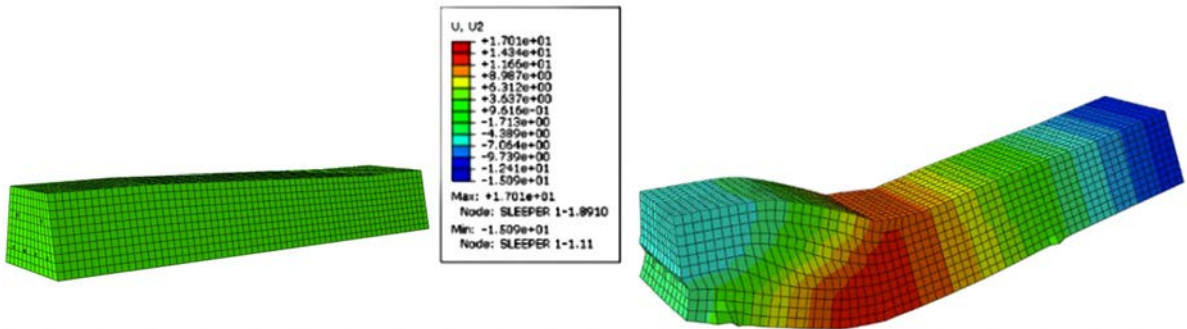 U, U2
+1.701e+01
+1.434e+01
+1.166e+01
+8.987e+00
+6.312e+00
+3.637e+00
+9.616e-01
-1.713e+00
-4.389e+00
-7.064e+00
-9.739e+00
-1.241e+01
-1.509e+01
Max: +1.701e+01
Node: SLEEPER 1-1.8910
Min: -1.509e+01
Node: SLEEPER 1-1.11